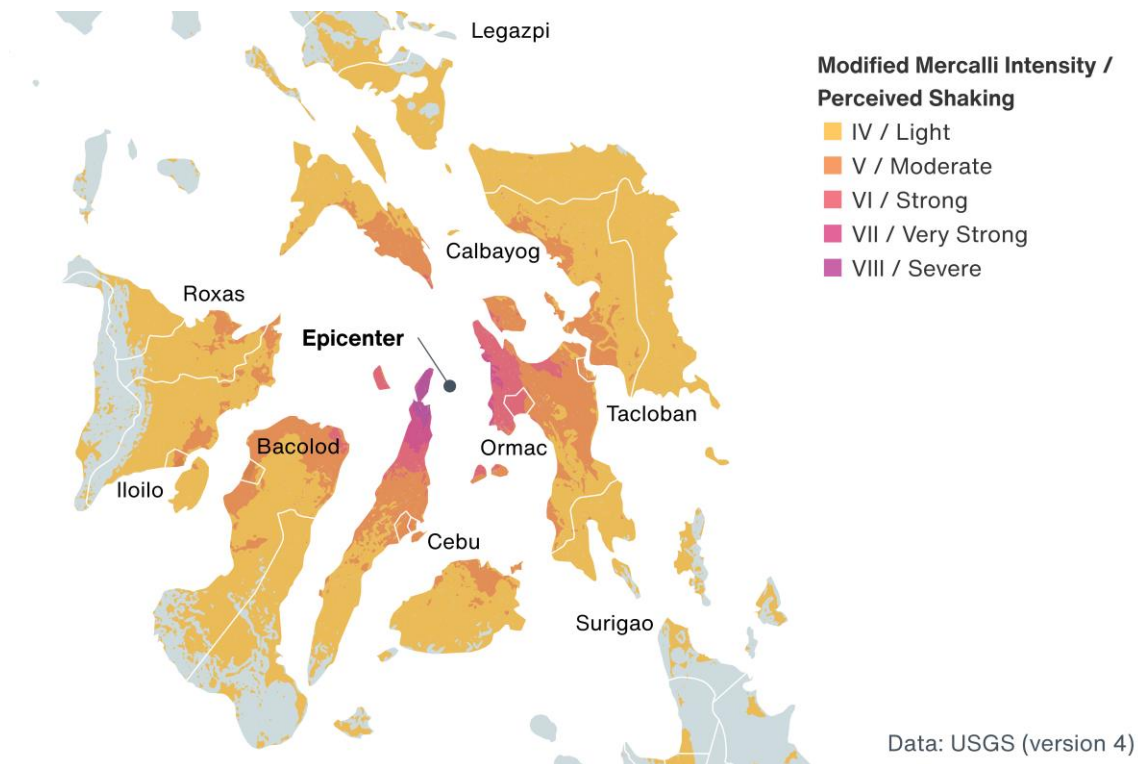 Legazpi
Modified Mercalli Intensity /
Perceived Shaking
IV / Light
V / Moderate
VI / Strong
VII / Very Strong
VIII / Severe
Calbayog
Roxas
Epicenter
Tacloban
Bacolod
Ormac
Iloilo
Cebu
Surigao
Data: USGS (version 4)